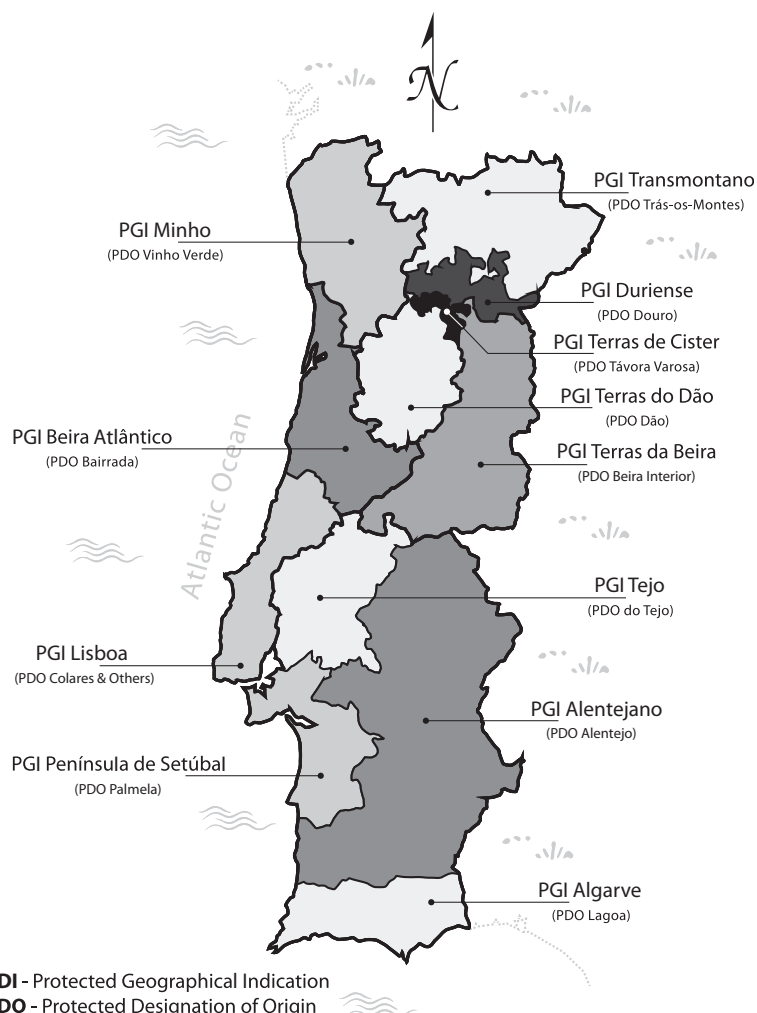 N
PGI Transmontano
(PDO Trás-os-Montes)
PGI Minho
(PDO Vinho Verde)
PGI Duriense
(PDO Douro)
PGI Terras de Cister
(PDO Távora Varosa)
PGI Terras do Dão
(PDO Dão)
PGI Beira Atlântico
(PDO Bairrada)
PGI Terras da Beira
(PDO Beira Interior)
Atlantic Ocean
PGI Tejo
(PDO do Tejo)
PGI Lisboa
(PDO Colares & Others)
PGI Alentejano
(PDO Alentejo)
PGI Península de Setúbal
(PDO Palmela)
PGI Algarve
(PDO Lagoa)
DI - Protected Geographical Indication
DO - Protected Designation of Origin